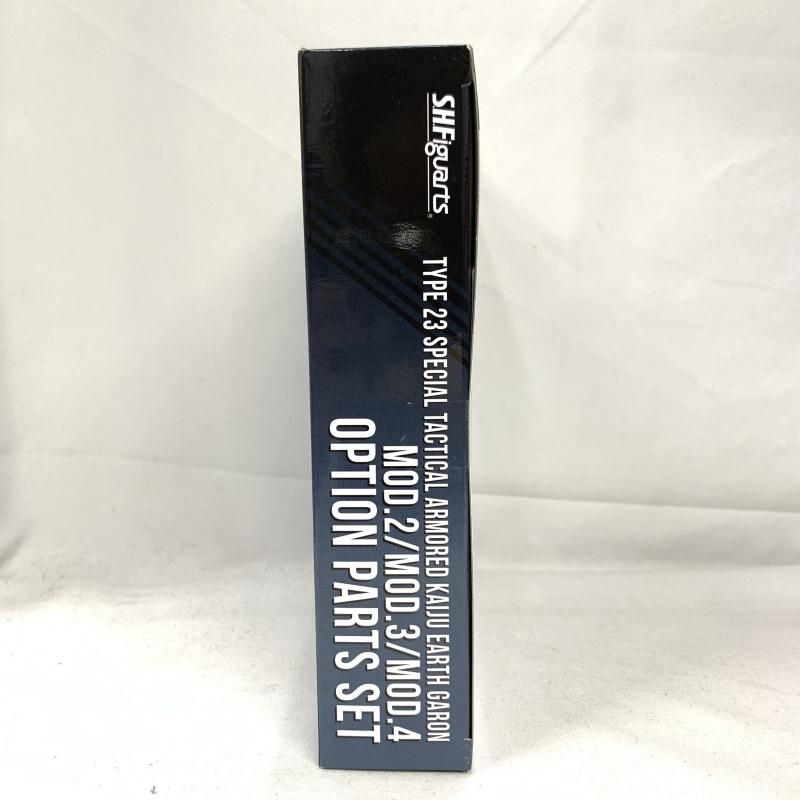 S.H.Figuarts®
TYPE 23 SPECIAL TACTICAL ARMORED KAIJU EARTH GARON
MOD.2/MOD.3/MOD.4
OPTION PARTS SET